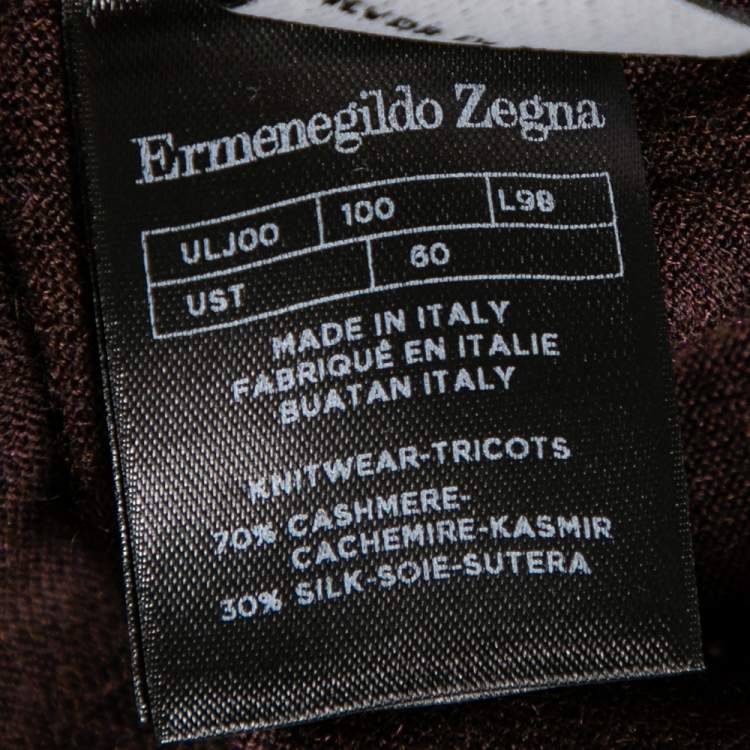 Ermenegildo Zegna
ULJ00 100 L98
UST 60
MADE IN ITALY
FABRIQUÉ EN ITALIE
BUATAN ITALY
KNITWEAR-TRICOTS
70% CASHMERE-
CACHEMIRE-KASMIR
30% SILK-SOIE-SUTERA